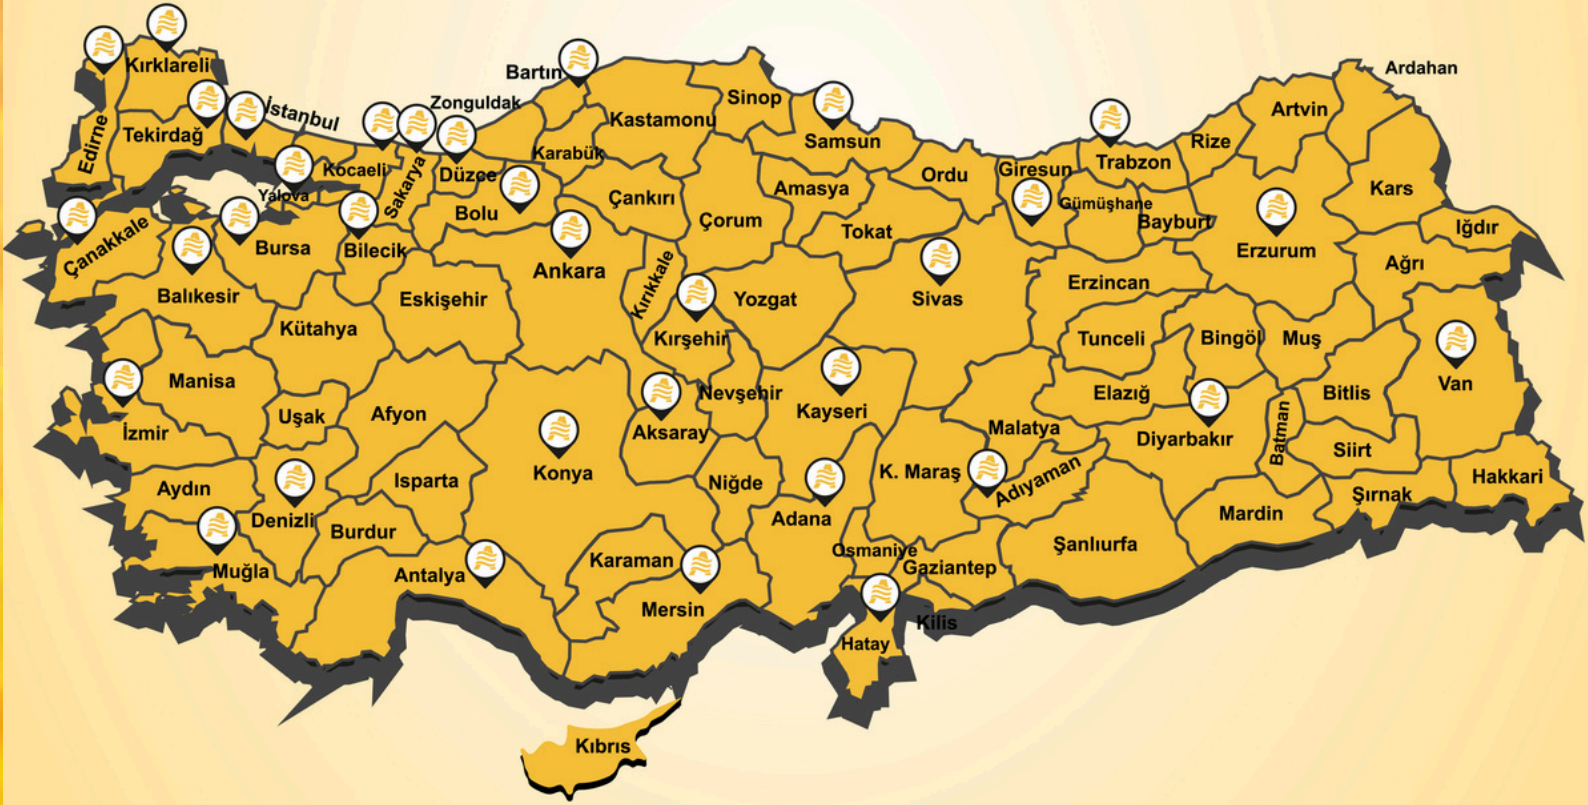 Ardahan
Kırklareli
Bartın
Zonguldak
İstanbul
Sinop
Artvin
Kastamonu
Tekirdağ
Edirne
Samsun
Rize
Karabük
Trabzon
Kocaeli
Sakarya
Düzce
Giresun
Ordu
Yalova
Çankırı
Amasya
Kars
Gümüşhane
Bolu
Çorum
Bayburt
Iğdır
Çanakkale
Bursa
Bilecik
Tokat
Erzurum
Ankara
Ağrı
Kırıkkale
Erzincan
Balıkesir
Eskişehir
Yozgat
Sivas
Kütahya
Kırşehir
Tunceli
Bingöl
Muş
Manisa
Nevşehir
Elazığ
Bitlis
Van
Uşak
Afyon
Kayseri
İzmir
Aksaray
Malatya
Diyarbakır
Batman
Siirt
Konya
K. Maraş
Adıyaman
Isparta
Niğde
Hakkari
Aydın
Şırnak
Denizli
Burdur
Adana
Mardin
Şanlıurfa
Osmaniye
Gaziantep
Karaman
Muğla
Antalya
Mersin
Kilis
Hatay
Kıbrıs